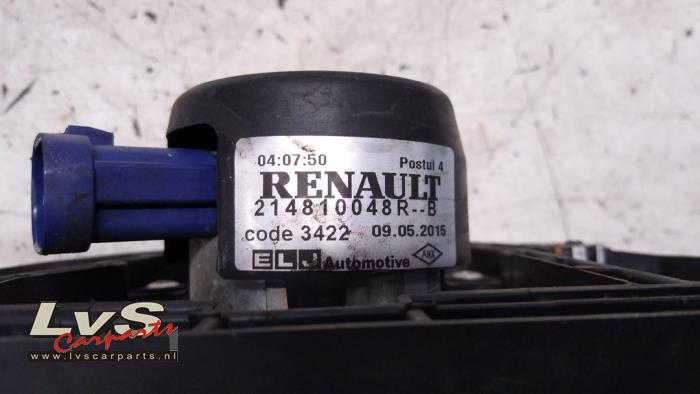 04:07:50 Postul 4
RENAULT
214810048R--B
code 3422 09.05.2015
ELJ Automotive ANX
LvS
Carparts
www.lvscarparts.nl